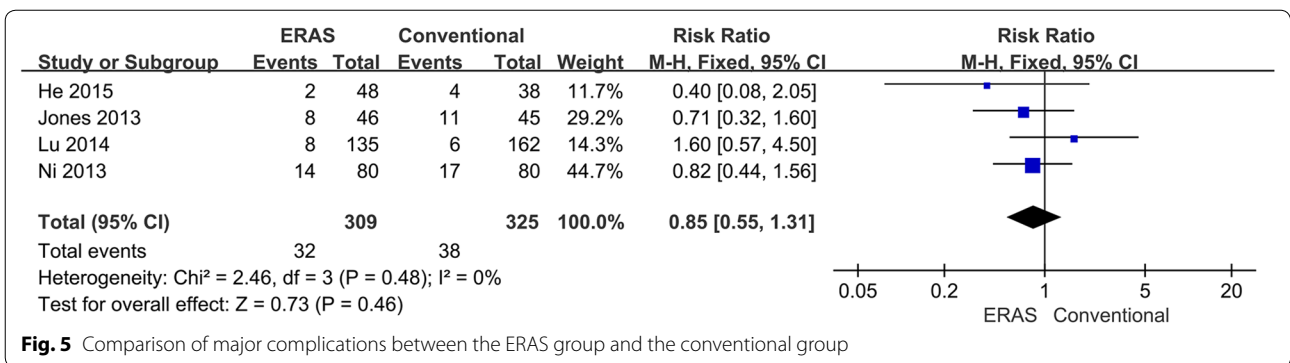 ERAS Conventional Risk Ratio Risk Ratio
Study or Subgroup Events Total Events Total Weight M-H, Fixed, 95% CI M-H, Fixed, 95% CI
He 2015 2 48 4 38 11.7% 0.40 [0.08, 2.05]
Jones 2013 8 46 11 45 29.2% 0.71 [0.32, 1.60]
Lu 2014 8 135 6 162 14.3% 1.60 [0.57, 4.50]
Ni 2013 14 80 17 80 44.7% 0.82 [0.44, 1.56]
Total (95% CI) 309 325 100.0% 0.85 [0.55, 1.31]
Total events 32 38
Heterogeneity: Chi² = 2.46, df = 3 (P = 0.48); I² = 0%
Test for overall effect: Z = 0.73 (P = 0.46)
0.05 0.2 1 5 20
ERAS Conventional
Fig. 5 Comparison of major complications between the ERAS group and the conventional group